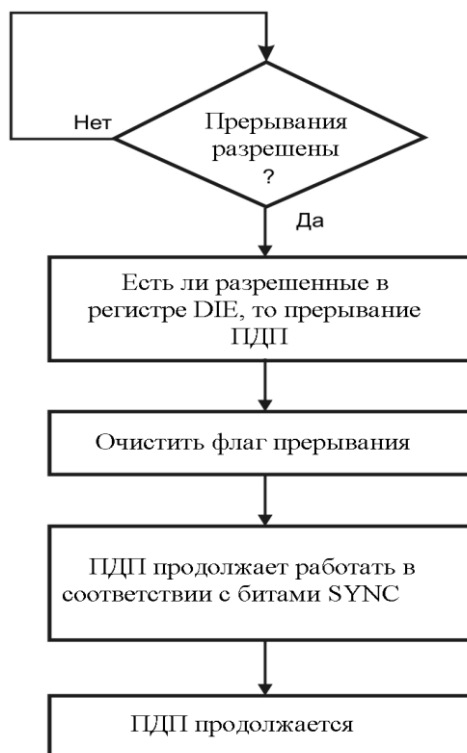 Прерывания
разрешены
?
Нет
Да
Есть ли разрешенные в
регистре DIE, то прерывание
ПДП
Очистить флаг прерывания
ПДП продолжает работать в
соответствии с битами SYNC
ПДП продолжается